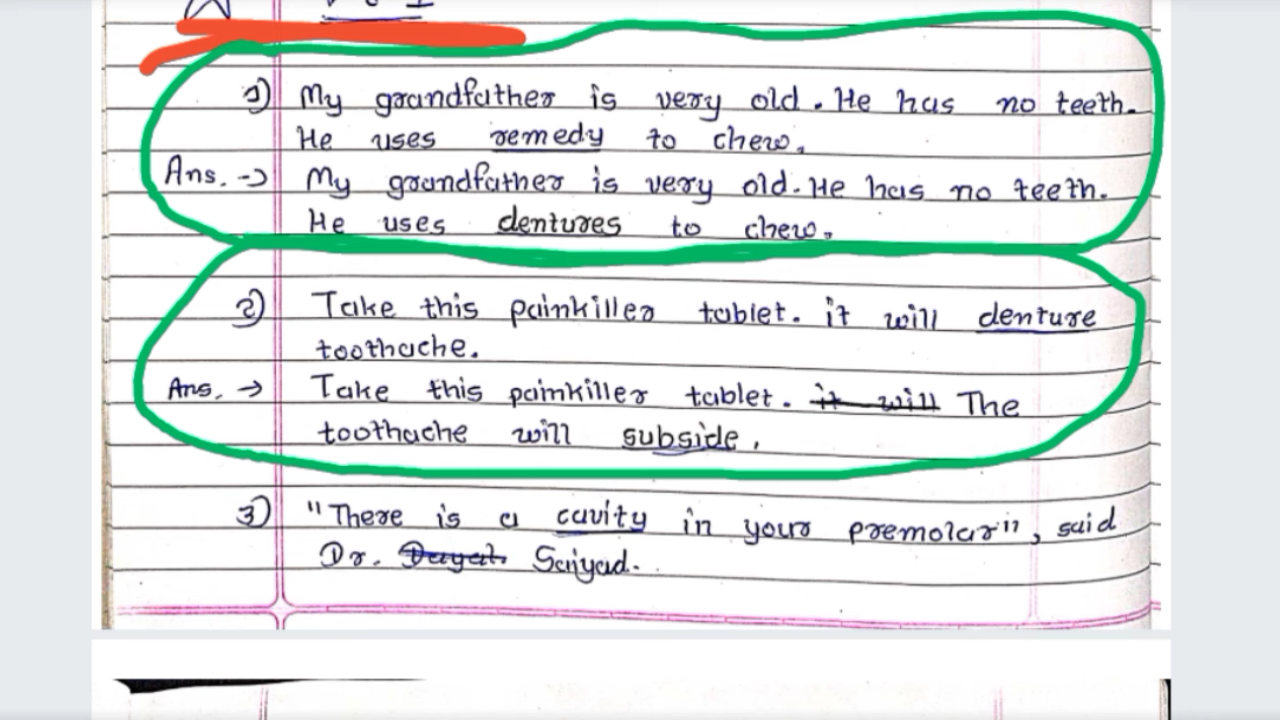 1) My grandfather is very old. He has no teeth.
He uses remedy to chew.
Ans. -> My grandfather is very old. He has no teeth.
He uses dentures to chew.
2) Take this painkiller tablet. it will denture
toothache.
Ans. → Take this painkiller tablet. it will The
toothache will subside.
3) "There is a cavity in your premolar", said
Dr. Dayal. Saiyad.